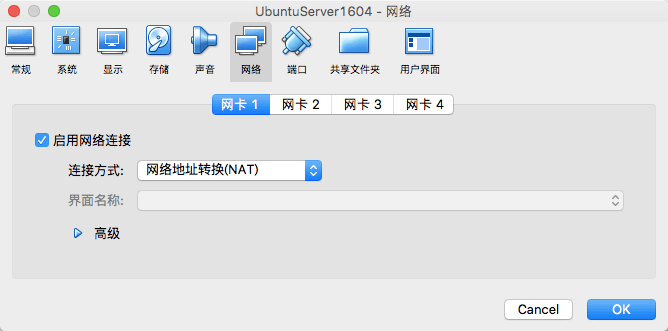 UbuntuServer1604 - 网络
常规 系统 显示 存储 声音 网络 端口 共享文件夹 用户界面
网卡 1 网卡 2 网卡 3 网卡 4
启用网络连接
连接方式: 网络地址转换(NAT)
界面名称:
高级
Cancel OK